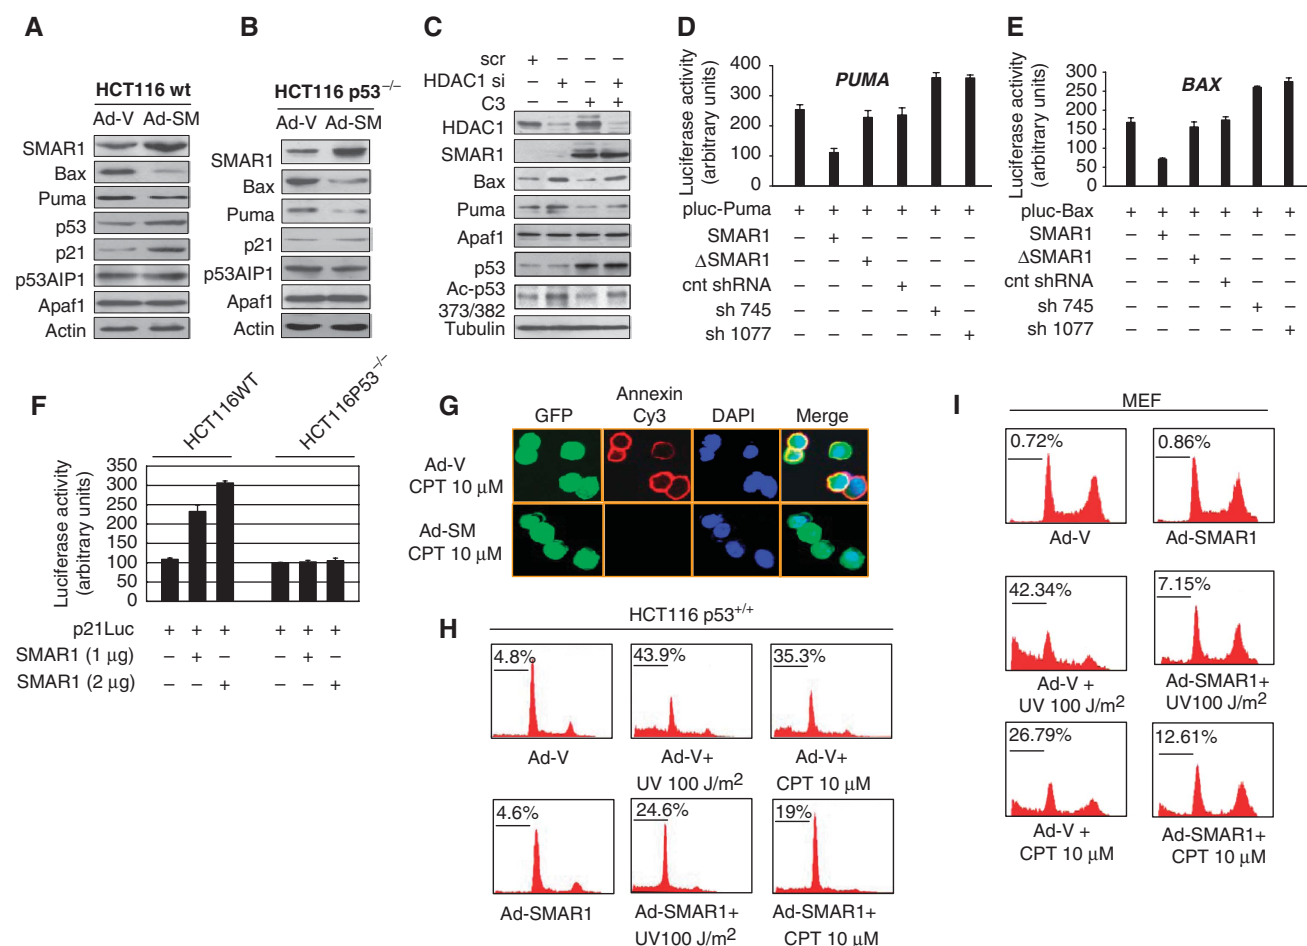 A
HCT116 wt
Ad-V Ad-SM
SMAR1
Bax
Puma
p53
p21
p53AIP1
Apaf1
Actin
B
HCT116 p53−/−
Ad-V Ad-SM
SMAR1
Bax
Puma
p21
p53AIP1
Apaf1
Actin
C
scr + – – –
HDAC1 si – + – +
C3 – – + +
HDAC1
SMAR1
Bax
Puma
Apaf1
p53
Ac-p53
373/382
Tubulin
D
Luciferase activity
(arbitrary units)
PUMA
400
300
200
100
0
pluc-Puma + + + + + +
SMAR1 – + – – – –
ΔSMAR1 – – + – – –
cnt shRNA – – – + – –
sh 745 – – – – + –
sh 1077 – – – – – +
E
Luciferase activity
(arbitrary units)
BAX
300
250
200
150
100
50
0
pluc-Bax + + + + + +
SMAR1 – + – – – –
ΔSMAR1 – – + – – –
cnt shRNA – – – + – –
sh 745 – – – – + –
sh 1077 – – – – – +
F
HCT116WT
HCT116P53−/−
Luciferase activity
(arbitrary units)
350
300
250
200
150
100
50
0
p21Luc + + + + + +
SMAR1 (1 µg) – + – – + –
SMAR1 (2 µg) – – + – – +
G
Annexin
GFP Cy3 DAPI Merge
Ad-V
CPT 10 µM
Ad-SM
CPT 10 µM
H
HCT116 p53+/+
4.8% 43.9% 35.3%
Ad-V Ad-V+ Ad-V+
UV 100 J/m2 CPT 10 µM
4.6% 24.6% 19%
Ad-SMAR1 Ad-SMAR1+ Ad-SMAR1+
UV100 J/m2 CPT 10 µM
I
MEF
0.72% 0.86%
Ad-V Ad-SMAR1
42.34% 7.15%
Ad-V + Ad-SMAR1+
UV 100 J/m2 UV100 J/m2
26.79% 12.61%
Ad-V + Ad-SMAR1+
CPT 10 µM CPT 10 µM